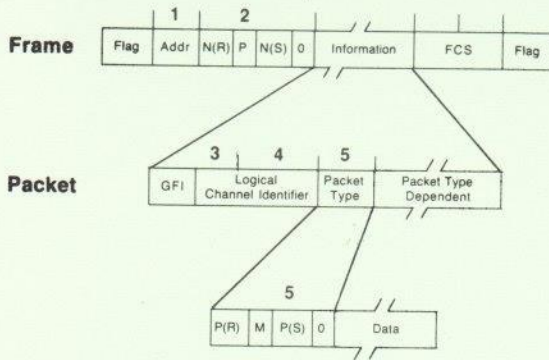 1 2
Frame Flag Addr N(R) P N(S) 0 Information FCS Flag
3 4 5
Packet GFI Logical Channel Identifier Packet Type Packet Type Dependent
5
P(R) M P(S) 0 Data